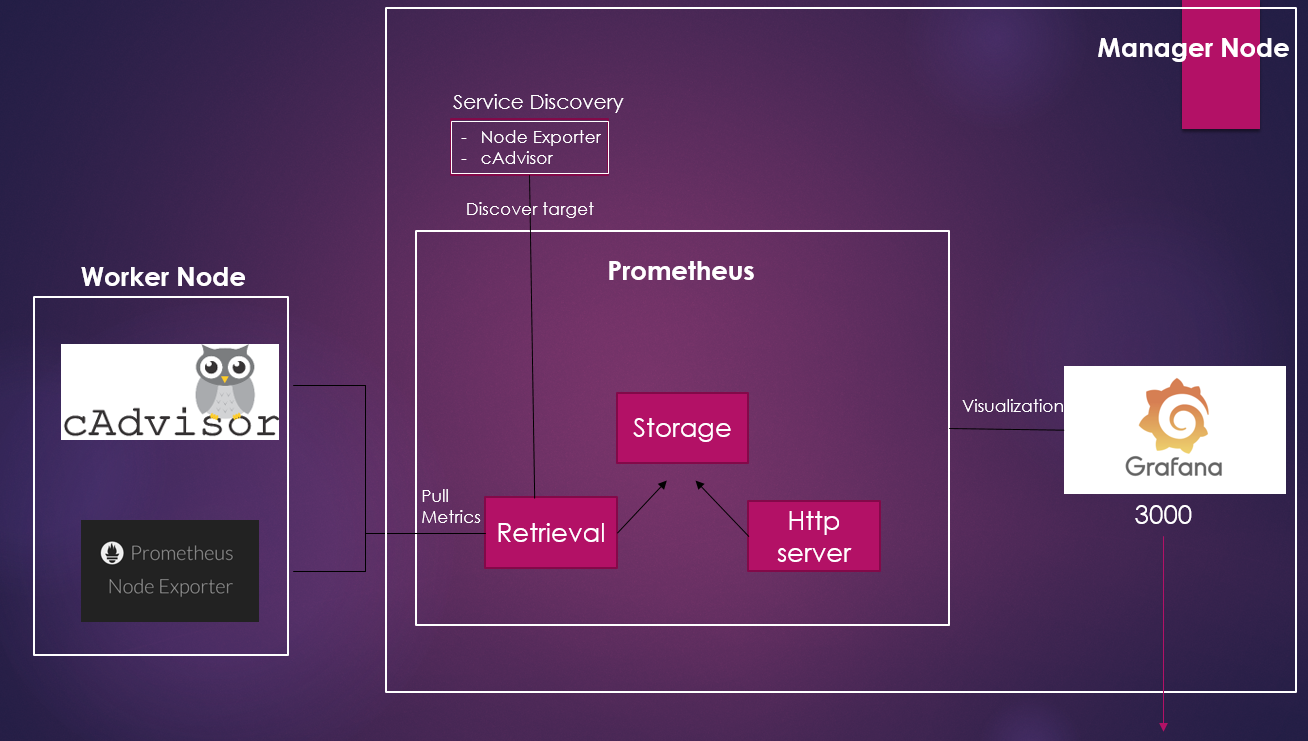 Manager Node
Service Discovery
- Node Exporter
- cAdvisor
Discover target
Prometheus
Worker Node
cAdvisor
Prometheus
Node Exporter
Pull
Metrics
Retrieval
Storage
Http
server
Visualization
Grafana
3000